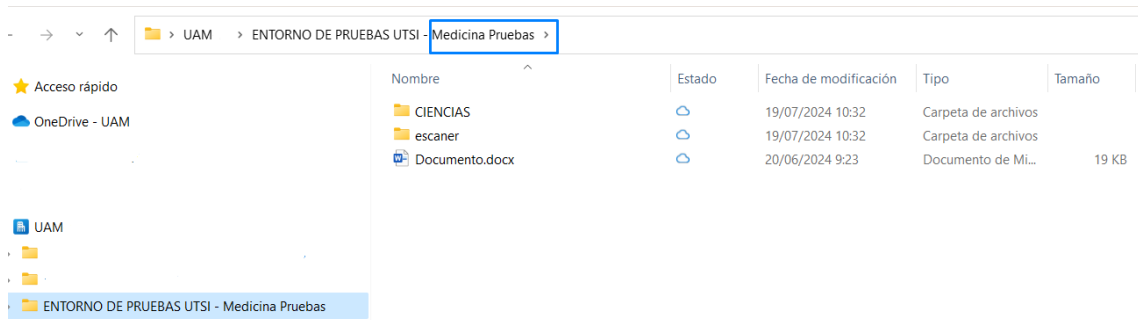 UAM > ENTORNO DE PRUEBAS UTSI - Medicina Pruebas >
Acceso rápido
OneDrive - UAM
UAM
ENTORNO DE PRUEBAS UTSI - Medicina Pruebas
Nombre Estado Fecha de modificación Tipo Tamaño
CIENCIAS 19/07/2024 10:32 Carpeta de archivos
escaner 19/07/2024 10:32 Carpeta de archivos
Documento.docx 20/06/2024 9:23 Documento de Mi... 19 KB